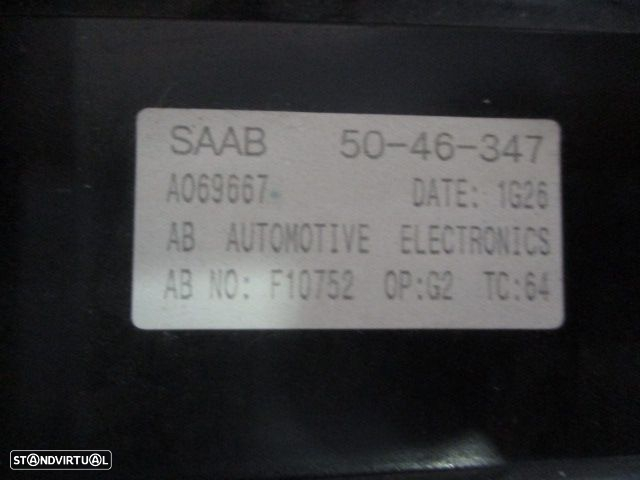 SAAB 50-46-347
A069667 DATE: 1G26
AB AUTOMOTIVE ELECTRONICS
AB NO: F10752 OP:G2 TC:64
STANDVIRTUAL